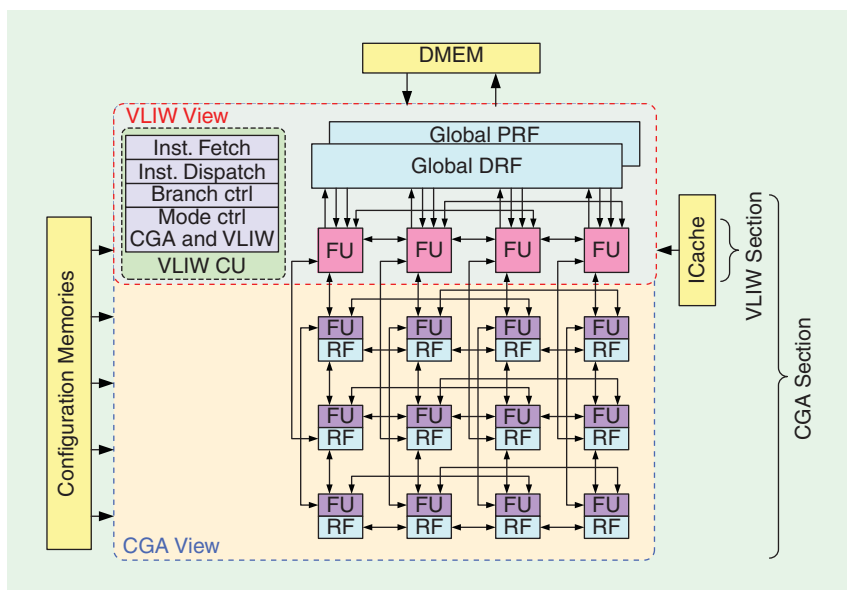 DMEM
VLIW View
Global PRF
Global DRF
Inst. Fetch
Inst. Dispatch
Branch ctrl
Mode ctrl
CGA and VLIW
VLIW CU
FU
FU
FU
FU
Configuration Memories
ICache
VLIW Section
CGA Section
FU
FU
FU
FU
RF
RF
RF
RF
FU
FU
FU
FU
RF
RF
RF
RF
FU
FU
FU
FU
RF
RF
RF
RF
CGA View